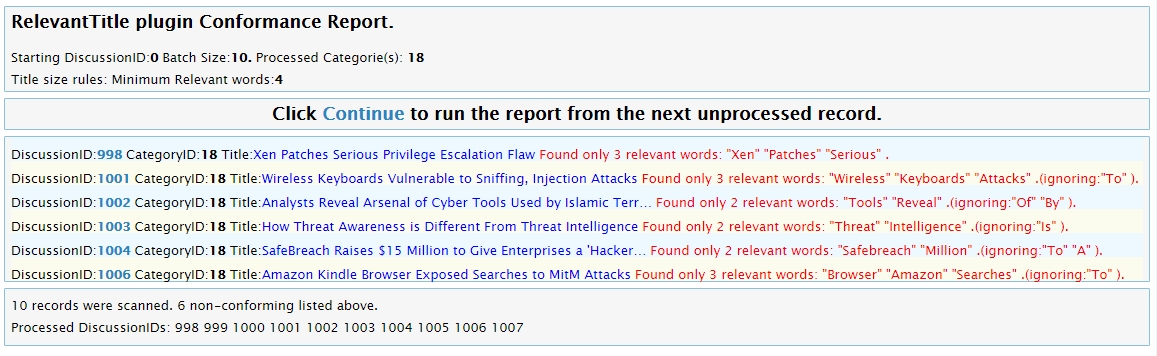 RelevantTitle plugin Conformance Report.
Starting DiscussionID:0 Batch Size:10. Processed Categorie(s): 18
Title size rules: Minimum Relevant words:4
Click Continue to run the report from the next unprocessed record.
DiscussionID:998 CategoryID:18 Title:Xen Patches Serious Privilege Escalation Flaw Found only 3 relevant words: "Xen" "Patches" "Serious" .
DiscussionID:1001 CategoryID:18 Title:Wireless Keyboards Vulnerable to Sniffing, Injection Attacks Found only 3 relevant words: "Wireless" "Keyboards" "Attacks" .(ignoring:"To" ).
DiscussionID:1002 CategoryID:18 Title:Analysts Reveal Arsenal of Cyber Tools Used by Islamic Terr... Found only 2 relevant words: "Tools" "Reveal" .(ignoring:"Of" "By" ).
DiscussionID:1003 CategoryID:18 Title:How Threat Awareness is Different From Threat Intelligence Found only 2 relevant words: "Threat" "Intelligence" .(ignoring:"Is" ).
DiscussionID:1004 CategoryID:18 Title:SafeBreach Raises $15 Million to Give Enterprises a 'Hacker... Found only 2 relevant words: "Safebreach" "Million" .(ignoring:"To" "A" ).
DiscussionID:1006 CategoryID:18 Title:Amazon Kindle Browser Exposed Searches to MitM Attacks Found only 3 relevant words: "Browser" "Amazon" "Searches" .(ignoring:"To" ).
10 records were scanned. 6 non-conforming listed above.
Processed DiscussionIDs: 998 999 1000 1001 1002 1003 1004 1005 1006 1007